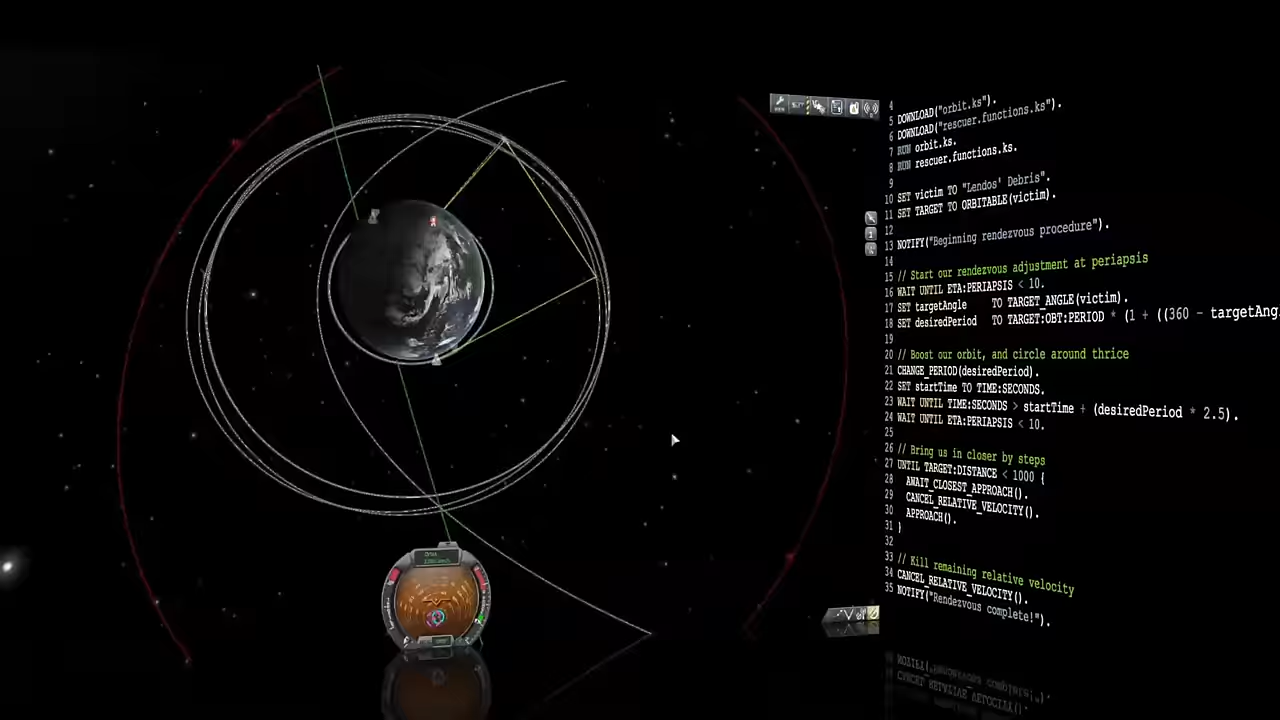 4
5 DOWNLOAD("orbit.ks").
6 DOWNLOAD("rescuer.functions.ks").
7 RUN orbit.ks.
8 RUN rescuer.functions.ks.
9
10 SET victim TO "Lendos' Debris".
11 SET TARGET TO ORBITABLE(victim).
12
13 NOTIFY("Beginning rendezvous procedure").
14
15 // Start our rendezvous adjustment at periapsis
16 WAIT UNTIL ETA:PERIAPSIS < 10.
17 SET targetAngle TO TARGET_ANGLE(victim).
18 SET desiredPeriod TO TARGET:OBT:PERIOD * (1 + ((360 - targetAng
19
20 // Boost our orbit, and circle around thrice
21 CHANGE_PERIOD(desiredPeriod).
22 SET startTime TO TIME:SECONDS.
23 WAIT UNTIL TIME:SECONDS > startTime + (desiredPeriod * 2.5).
24 WAIT UNTIL ETA:PERIAPSIS < 10.
25
26 // Bring us in closer by steps
27 UNTIL TARGET:DISTANCE < 1000 {
28 AWAIT_CLOSEST_APPROACH().
29 CANCEL_RELATIVE_VELOCITY().
30 APPROACH().
31 }
32
33 // Kill remaining relative velocity
34 CANCEL_RELATIVE_VELOCITY().
35 NOTIFY("Rendezvous complete!").